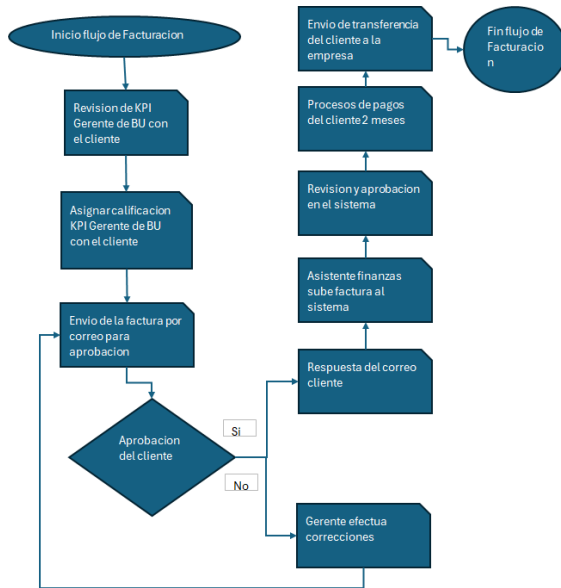 Inicio flujo de Facturacion
Revision de KPI
Gerente de BU con
el cliente
Asignar calificacion
KPI Gerente de BU
con el cliente
Envio de la factura por
correo para
aprobacion
Aprobacion
del cliente
Si
No
Respuesta del correo
cliente
Asistente finanzas
sube factura al
sistema
Revision y aprobacion
en el sistema
Procesos de pagos
del cliente 2 meses
Envio de transferencia
del cliente a la
empresa
Fin flujo de
Facturacio
n
Gerente efectua
correcciones